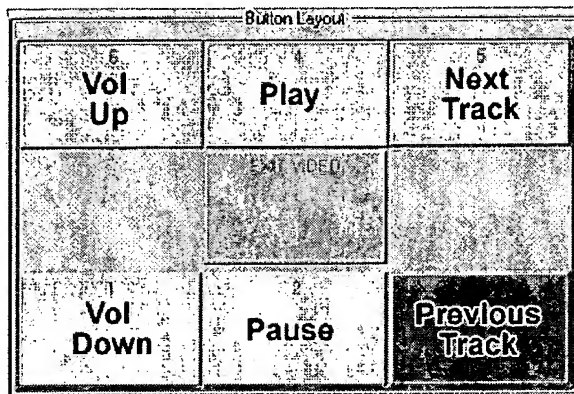 Button Layout
6
Vol
Up
4
Play
5
Next
Track
EXIT VIDEO
1
Vol
Down
2
Pause
Previous
Track